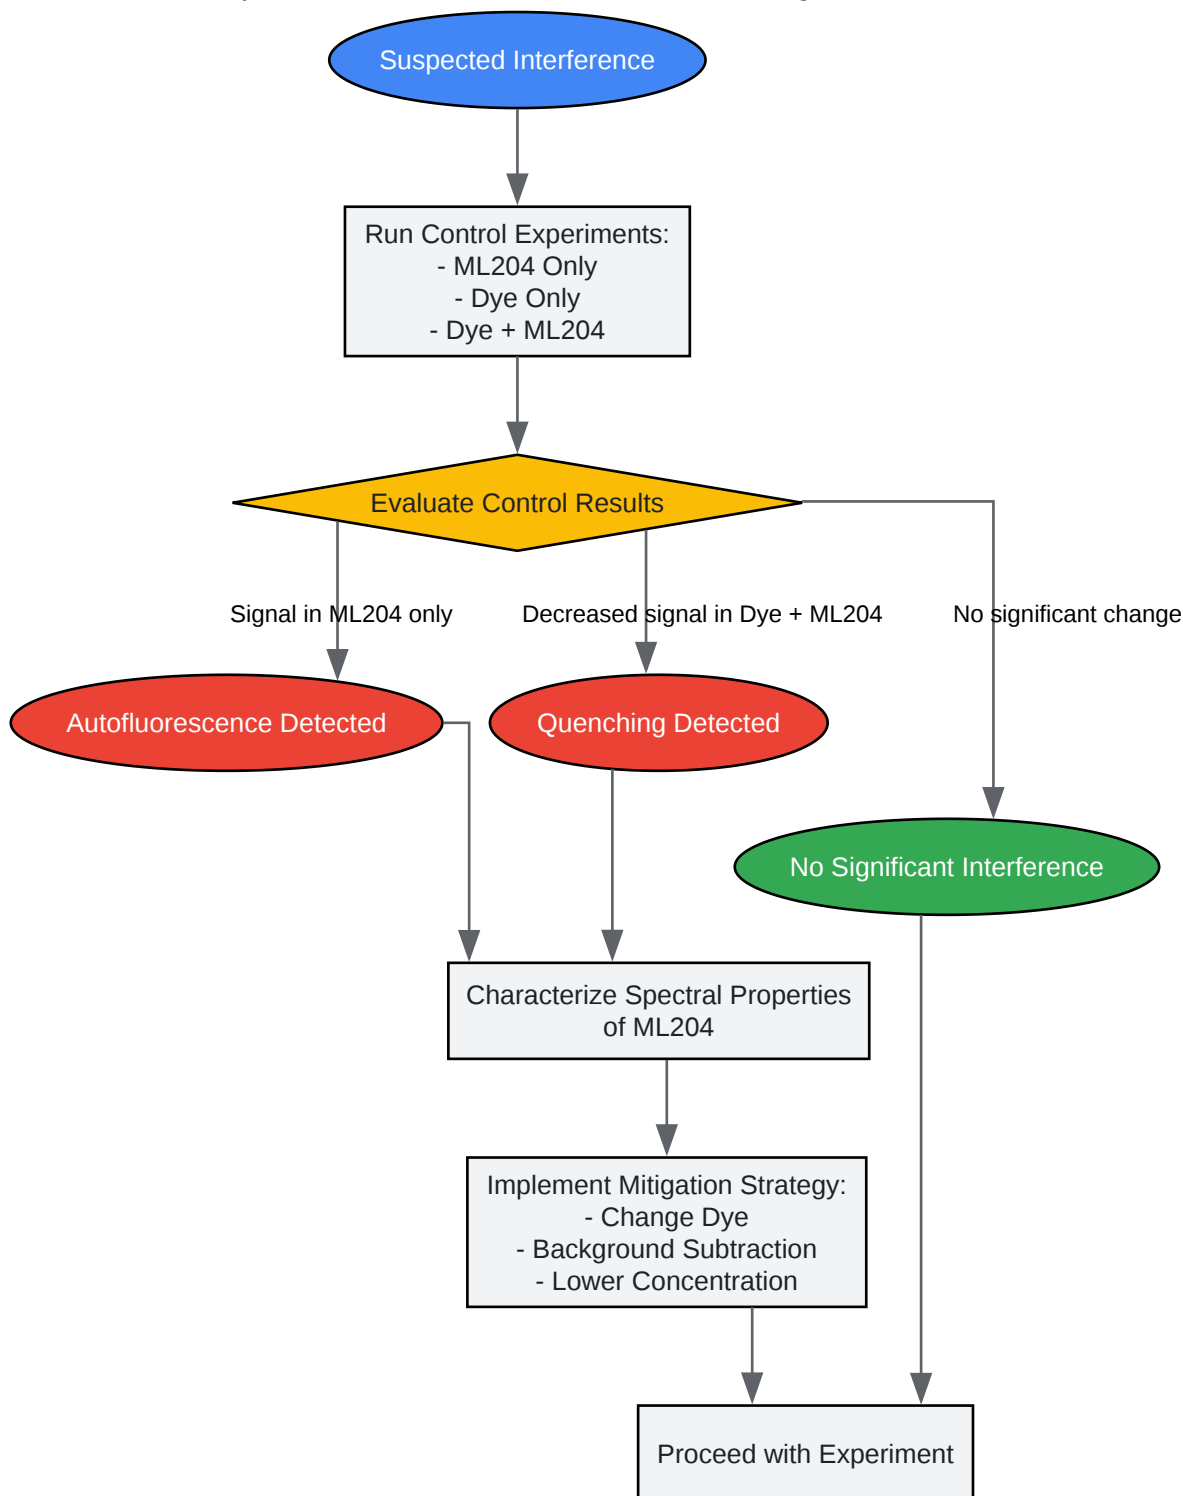 Suspected Interference
Run Control Experiments:
- ML204 Only
- Dye Only
- Dye + ML204
Evaluate Control Results
Signal in ML204 only
Decreased signal in Dye + ML204
No significant change
Autofluorescence Detected
Quenching Detected
No Significant Interference
Characterize Spectral Properties
of ML204
Implement Mitigation Strategy:
- Change Dye
- Background Subtraction
- Lower Concentration
Proceed with Experiment